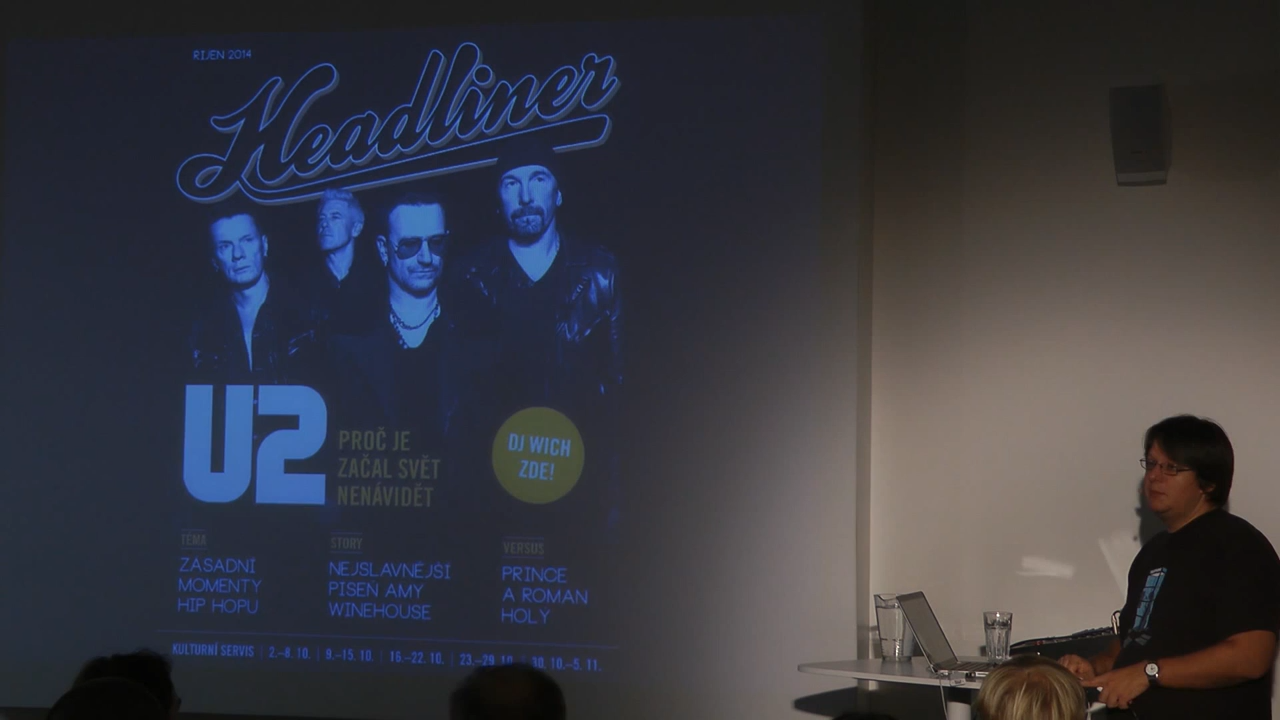 ŘÍJEN 2014
Headliner
U2
PROČ JE
ZAČAL SVĚT
NENÁVIDĚT
DJ WICH
ZDE!
TÉMA
ZÁSADNÍ
MOMENTY
HIP HOPU
STORY
NEJSLAVNĚJŠÍ
PÍSEŇ AMY
WINEHOUSE
VERSUS
PRINCE
A ROMAN
HOLÝ
KULTURNÍ SERVIS | 2.–8. 10. | 9.–15. 10. | 16.–22. 10. | 23.–29. 10. | 30. 10.–5. 11.